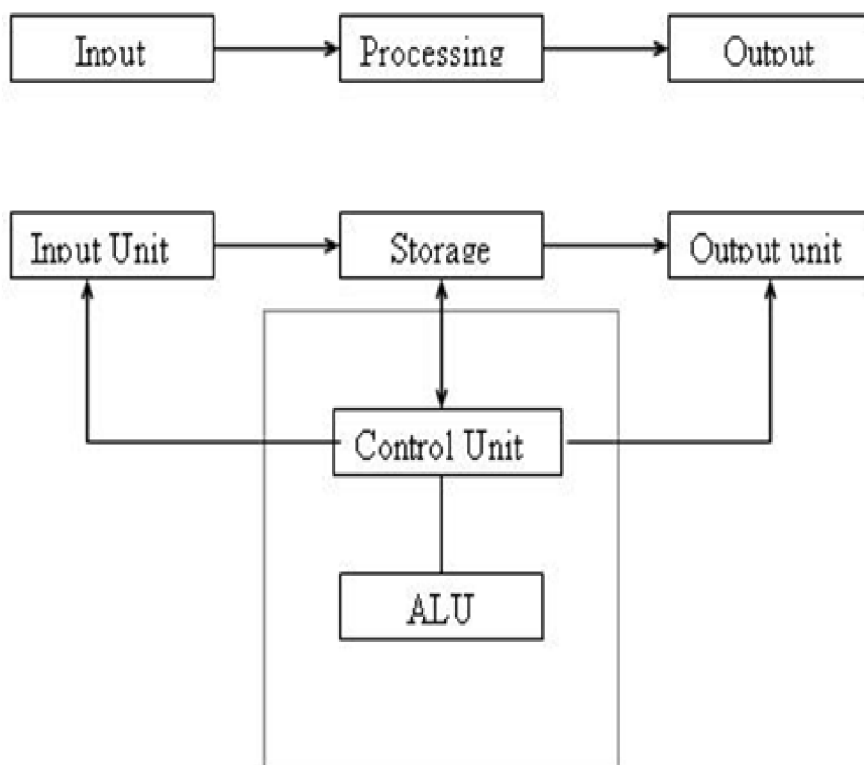 Input
Processing
Output
Input Unit
Storage
Output unit
Control Unit
ALU